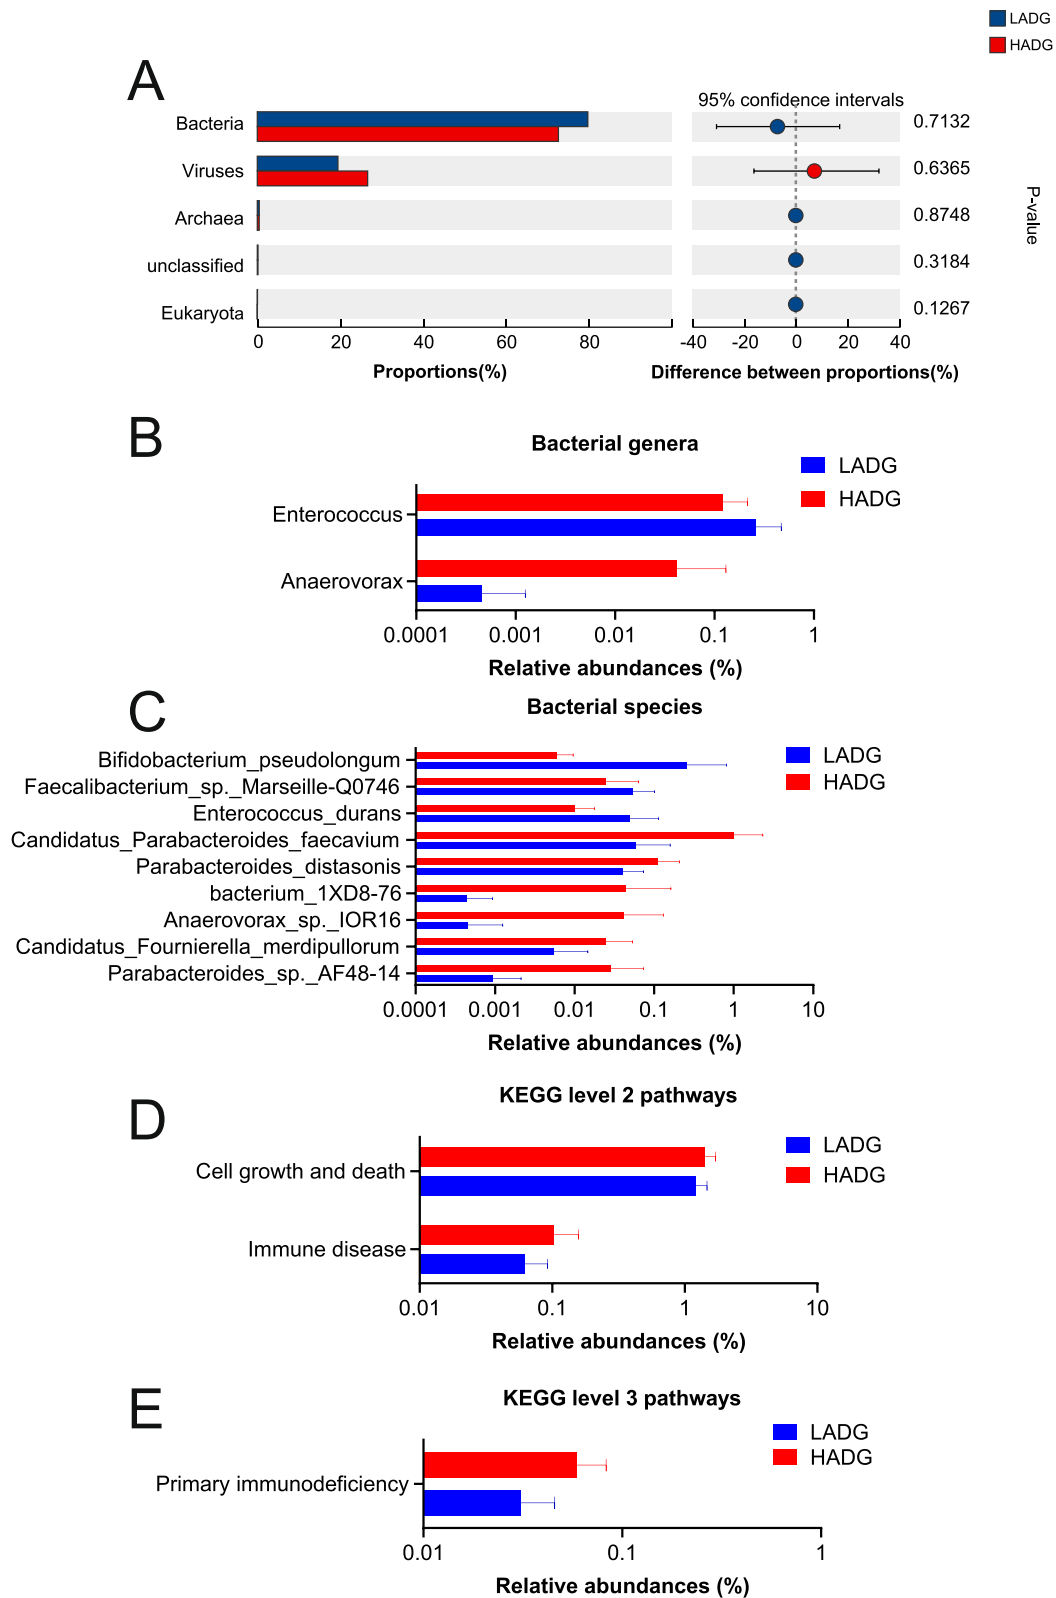 LADG
HADG
A
95% confidence intervals
Bacteria
0.7132
Viruses
0.6365
Archaea
0.8748
unclassified
0.3184
Eukaryota
0.1267
P-value
0 20 40 60 80
-40 -20 0 20 40
Proportions(%)
Difference between proportions(%)
B
Bacterial genera
LADG
HADG
Enterococcus
Anaerovorax
0.0001 0.001 0.01 0.1 1
Relative abundances (%)
C
Bacterial species
LADG
HADG
Bifidobacterium_pseudolongum
Faecalibacterium_sp._Marseille-Q0746
Enterococcus_durans
Candidatus_Parabacteroides_faecavium
Parabacteroides_distasonis
bacterium_1XD8-76
Anaerovorax_sp._IOR16
Candidatus_Fournierella_merdipullorum
Parabacteroides_sp._AF48-14
0.0001 0.001 0.01 0.1 1 10
Relative abundances (%)
D
KEGG level 2 pathways
LADG
HADG
Cell growth and death
Immune disease
0.01 0.1 1 10
Relative abundances (%)
E
KEGG level 3 pathways
LADG
HADG
Primary immunodeficiency
0.01 0.1 1
Relative abundances (%)